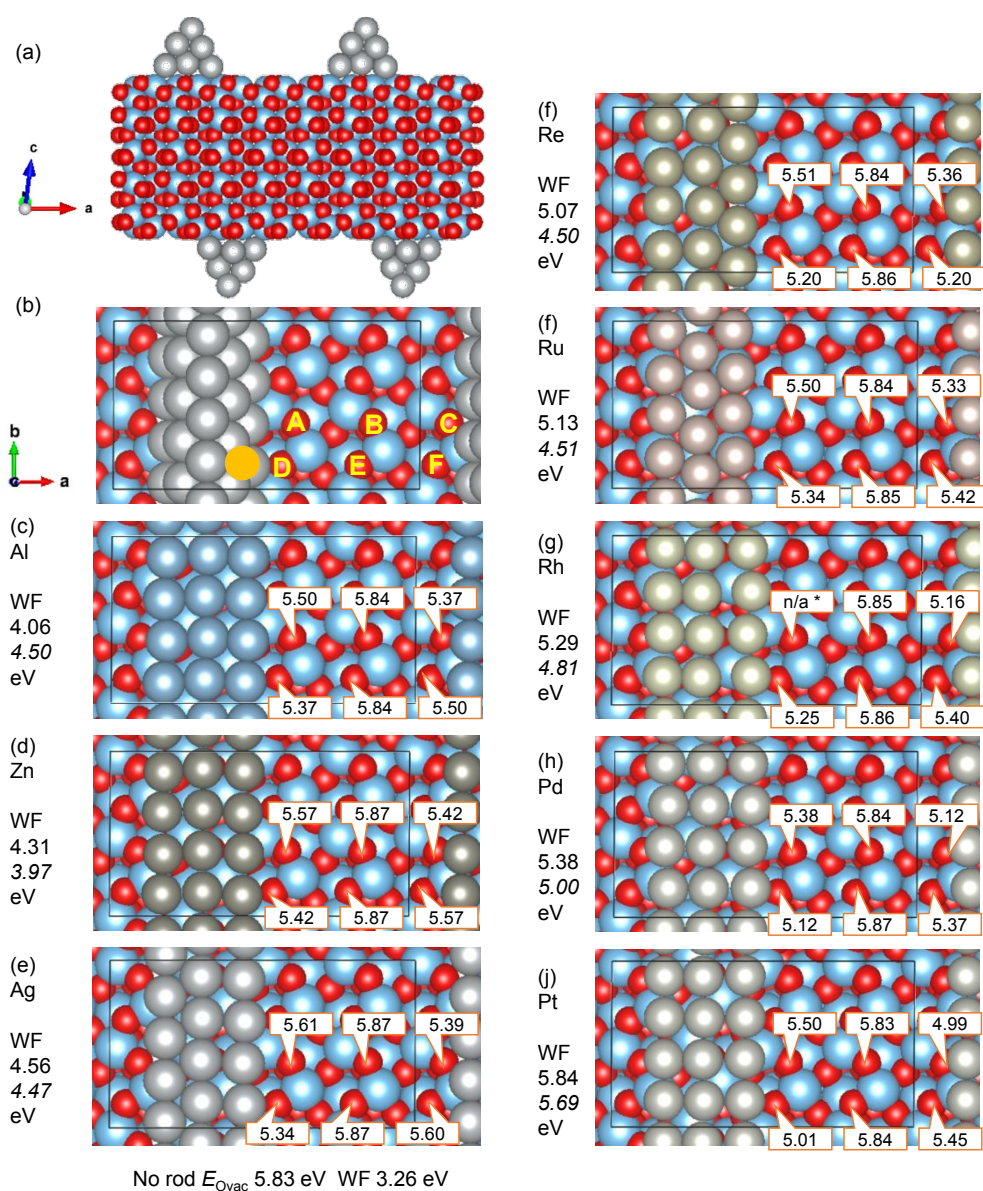 (a)
c
a
(b)
A
B
C
D
E
F
b
c
a
(c)
Al
WF
4.06
4.50
eV
5.50
5.84
5.37
5.37
5.84
5.50
(d)
Zn
WF
4.31
3.97
eV
5.57
5.87
5.42
5.42
5.87
5.57
(e)
Ag
WF
4.56
4.47
eV
5.61
5.87
5.39
5.34
5.87
5.60
No rod EOvac 5.83 eV WF 3.26 eV
(f)
Re
WF
5.07
4.50
eV
5.51
5.84
5.36
5.20
5.86
5.20
(f)
Ru
WF
5.13
4.51
eV
5.50
5.84
5.33
5.34
5.85
5.42
(g)
Rh
WF
5.29
4.81
eV
n/a *
5.85
5.16
5.25
5.86
5.40
(h)
Pd
WF
5.38
5.00
eV
5.38
5.84
5.12
5.12
5.87
5.37
(j)
Pt
WF
5.84
5.69
eV
5.50
5.83
4.99
5.01
5.84
5.45